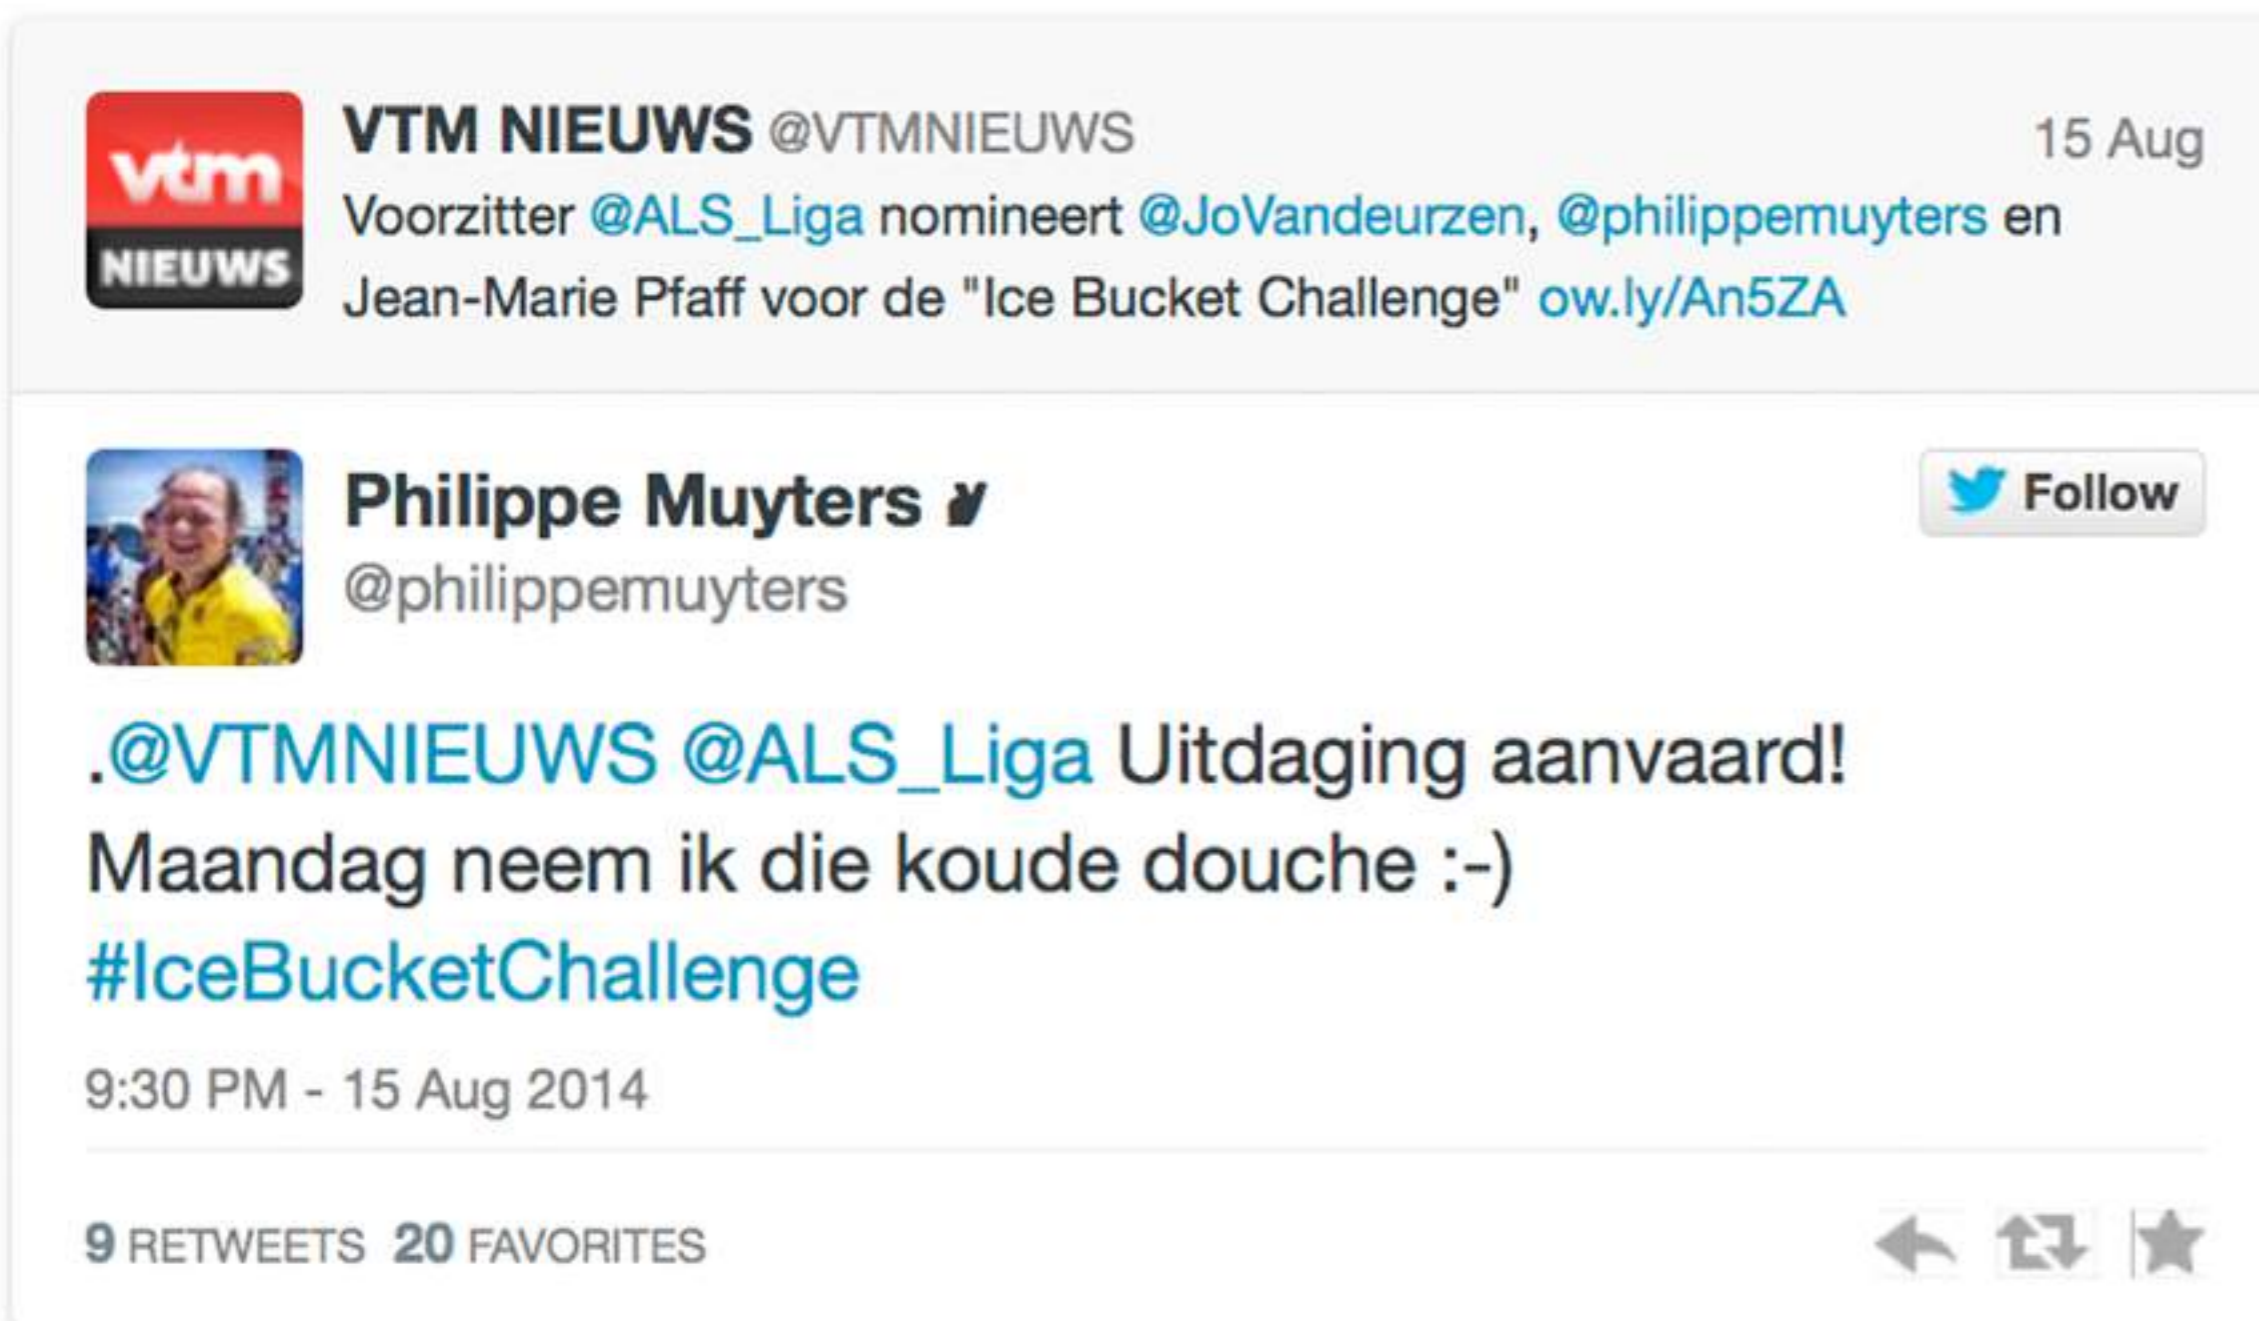 vtm
NIEUWS
VTM NIEUWS @VTMNIEUWS
15 Aug
Voorzitter @ALS_Liga nomineert @JoVandeurzen, @philippemuyters en
Jean-Marie Pfaff voor de "Ice Bucket Challenge" ow.ly/An5ZA
Philippe Muyters
Follow
@philippemuyters
.@VTMNIEUWS @ALS_Liga Uitdaging aanvaard!
Maandag neem ik die koude douche :-)
#IceBucketChallenge
9:30 PM - 15 Aug 2014
9 RETWEETS 20 FAVORITES